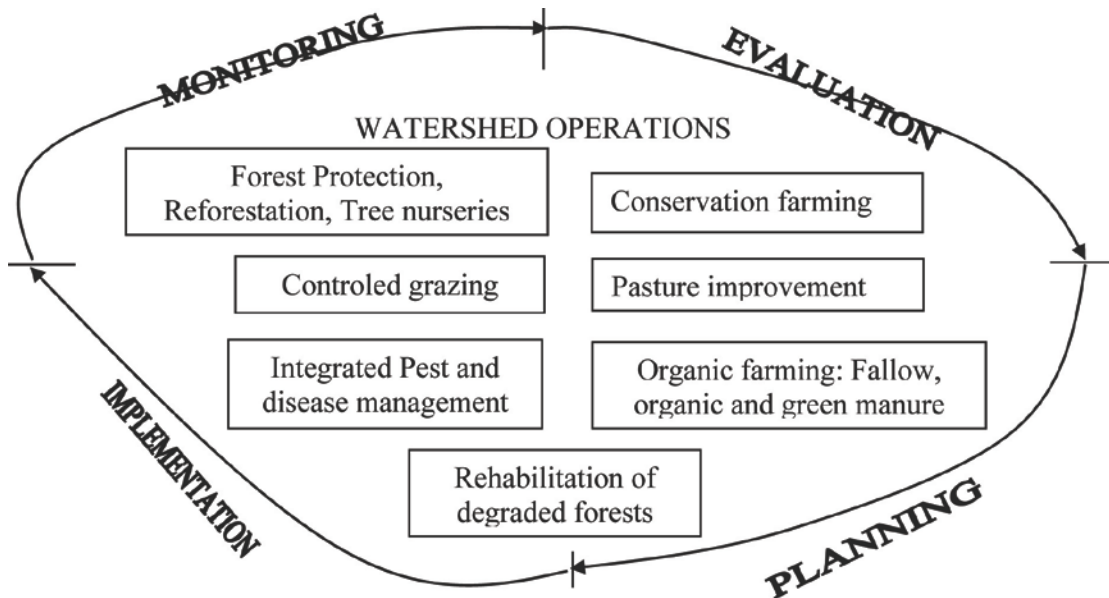 MONITORING
EVALUATION
WATERSHED OPERATIONS
Forest Protection,
Reforestation, Tree nurseries
Conservation farming
Controled grazing
Pasture improvement
Integrated Pest and
disease management
Organic farming: Fallow,
organic and green manure
Rehabilitation of
degraded forests
IMPLEMENTATION
PLANNING